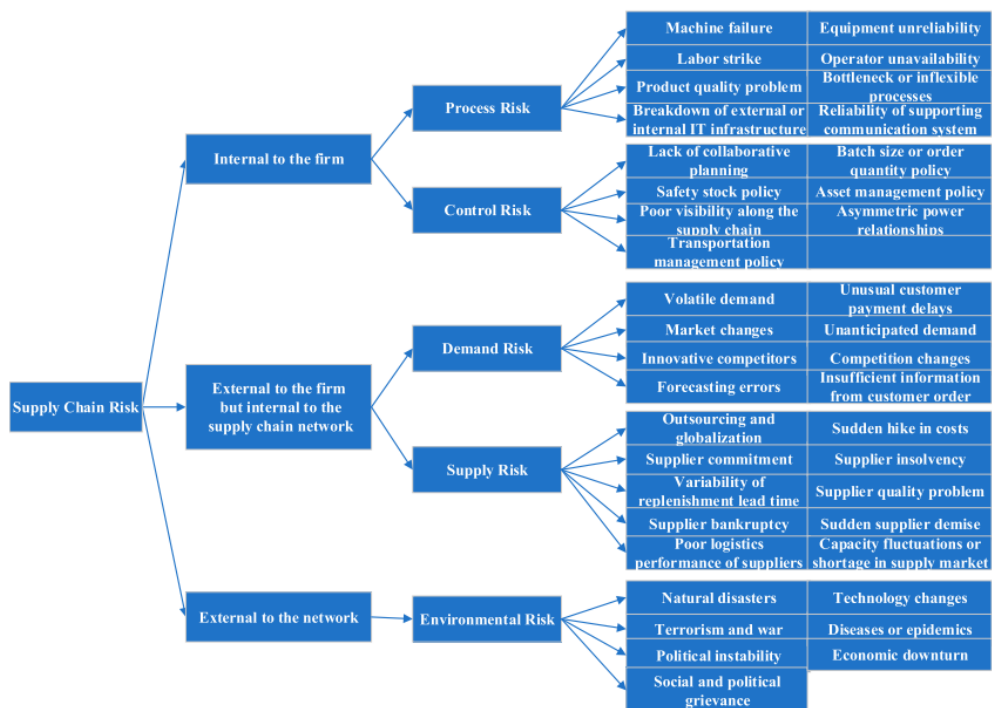 Supply Chain Risk
Internal to the firm
Process Risk
Machine failure
Equipment unreliability
Labor strike
Operator unavailability
Product quality problem
Bottleneck or inflexible
processes
Breakdown of external or
internal IT infrastructure
Reliability of supporting
communication system
Control Risk
Lack of collaborative
planning
Batch size or order
quantity policy
Safety stock policy
Asset management policy
Poor visibility along the
supply chain
Asymmetric power
relationships
Transportation
management policy
External to the firm
but internal to the
supply chain network
Demand Risk
Volatile demand
Unusual customer
payment delays
Market changes
Unanticipated demand
Innovative competitors
Competition changes
Forecasting errors
Insufficient information
from customer order
Supply Risk
Outsourcing and
globalization
Sudden hike in costs
Supplier commitment
Supplier insolvency
Variability of
replenishment lead time
Supplier quality problem
Supplier bankruptcy
Sudden supplier demise
Poor logistics
performance of suppliers
Capacity fluctuations or
shortage in supply market
External to the network
Environmental Risk
Natural disasters
Technology changes
Terrorism and war
Diseases or epidemics
Political instability
Economic downturn
Social and political
grievance